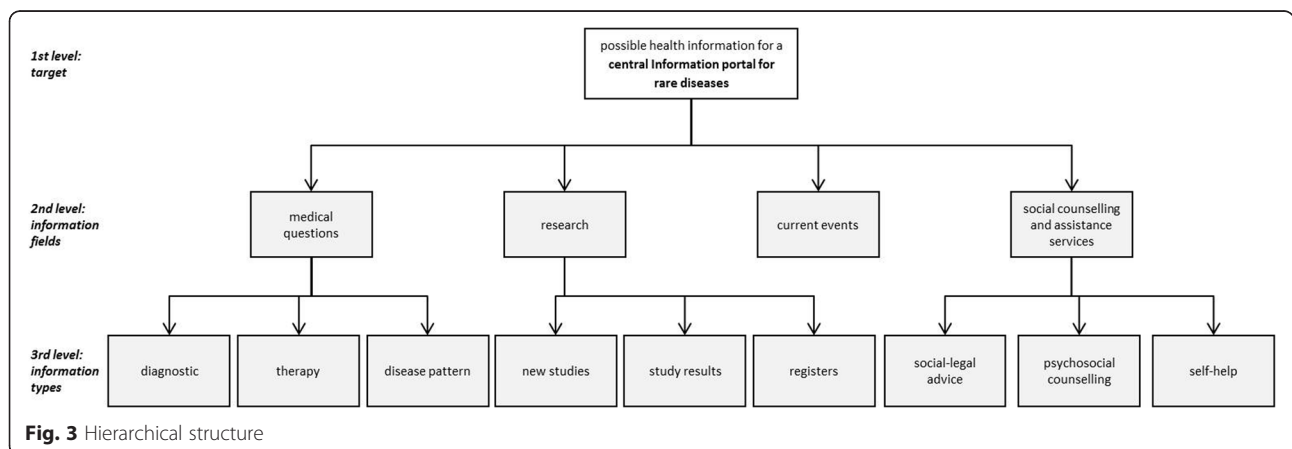 1st level:
target
possible health information for a
central Information portal for
rare diseases
2nd level:
information
fields
medical
questions
research
current events
social counselling
and assistance
services
3rd level:
information
types
diagnostic
therapy
disease pattern
new studies
study results
registers
social-legal
advice
psychosocial
counselling
self-help
Fig. 3 Hierarchical structure